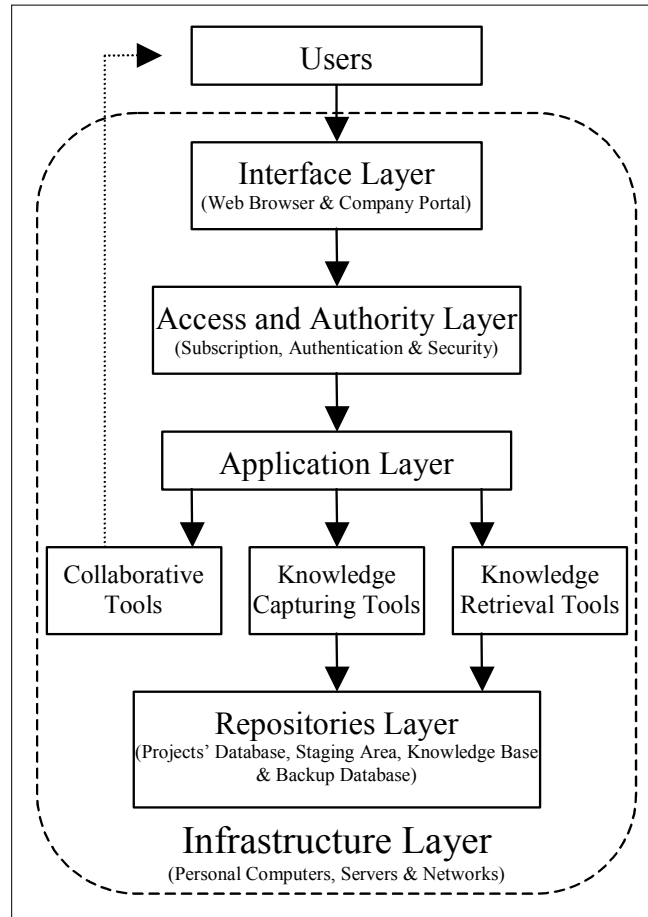 Users
Interface Layer
(Web Browser & Company Portal)
Access and Authority Layer
(Subscription, Authentication & Security)
Application Layer
Collaborative
Tools
Knowledge
Capturing Tools
Knowledge
Retrieval Tools
Repositories Layer
(Projects' Database, Staging Area, Knowledge Base
& Backup Database)
Infrastructure Layer
(Personal Computers, Servers & Networks)